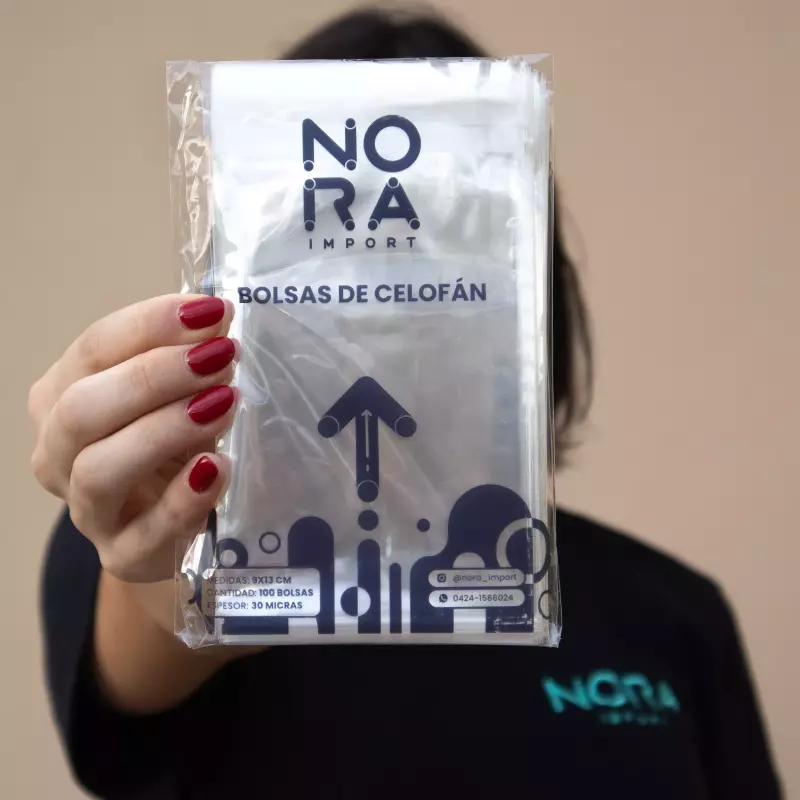 NO
RA
IMPORT
BOLSAS DE CELOFÁN
MEDIDAS: 9X13 CM
CANTIDAD: 100 BOLSAS
ESPESOR: 30 MICRAS
@nora_import
0424-1566024
NORA
IMPORT